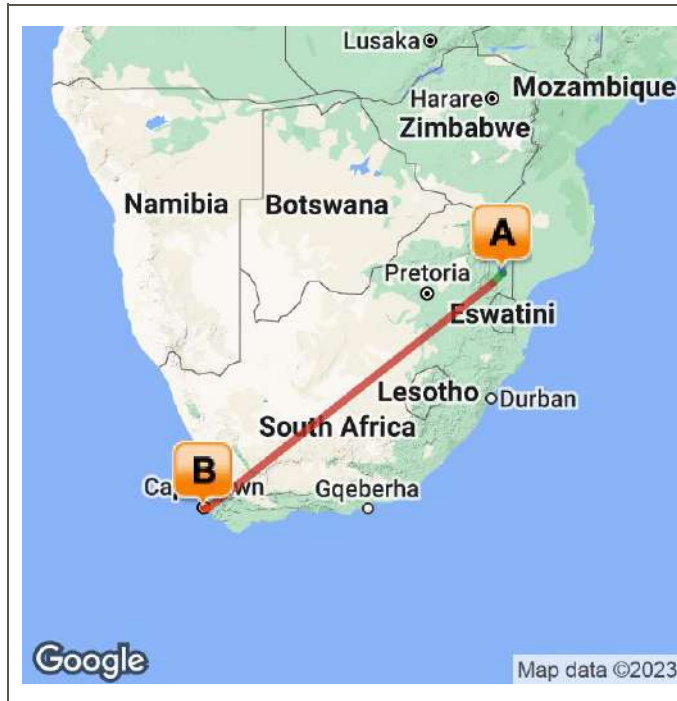 Lusaka
Mozambique
Harare
Zimbabwe
Namibia
Botswana
A
Pretoria
Eswatini
Lesotho
Durban
South Africa
B
Gqeberha
Google
Map data ©2023